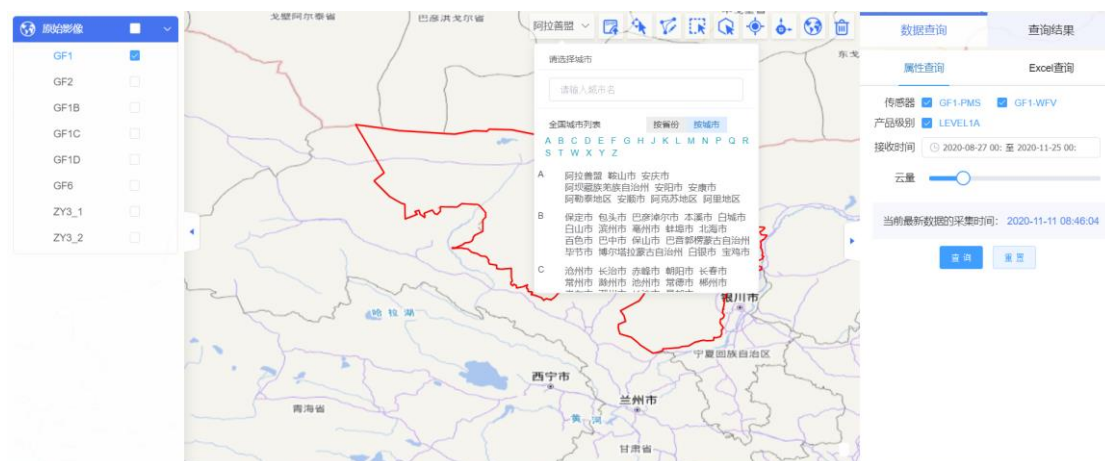 原始影像
GF1
GF2
GF1B
GF1C
GF1D
GF6
ZY3_1
ZY3_2
戈壁阿尔泰省
巴彦洪戈尔省
阿拉善盟
请选择城市
请输入城市名
全国城市列表 按省份 按城市
A B C D E F G H J K L M N P Q R
S T W X Y Z
A 阿拉善盟 鞍山市 安庆市
阿坝藏族羌族自治州 安阳市 安康市
阿勒泰地区 安顺市 阿克苏地区 阿里地区
B 保定市 包头市 巴彦淖尔市 本溪市 白城市
白山市 滨州市 亳州市 蚌埠市 北海市
百色市 巴中市 保山市 巴音郭楞蒙古自治州
毕节市 博尔塔拉蒙古自治州 白银市 宝鸡市
C 沧州市 长治市 赤峰市 朝阳市 长春市
常州市 滁州市 池州市 常德市 郴州市
银川市
哈拉湖
宁夏回族自治区
西宁市
兰州市
青海省
黄河
甘肃省
数据查询 查询结果
属性查询 Excel查询
传感器 GF1-PMS GF1-WFV
产品级别 LEVEL1A
接收时间 2020-08-27 00: 至 2020-11-25 00:
云量
当前最新数据的采集时间: 2020-11-11 08:46:04
查询 重置